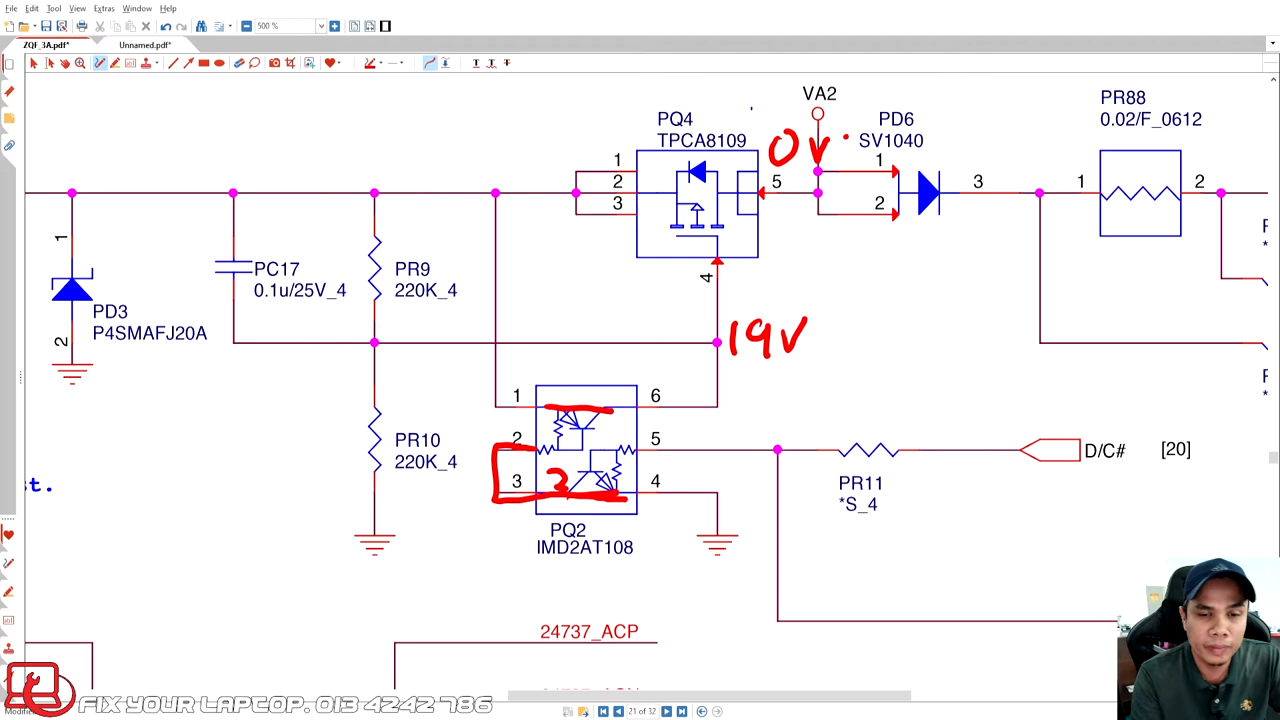 File Edit Tool View Extras Window Help
500 %
ZQF_3A.pdf* Unnamed.pdf*
VA2
PR88
0.02/F_0612
PQ4
TPCA8109
PD6
SV1040
0V
1
2
3
5
4
1
2
3
1
2
1
2
PC17
0.1u/25V_4
PR9
220K_4
PD3
P4SMAFJ20A
19V
1
2
3
6
5
4
2
PR10
220K_4
D/C# [20]
PR11
*S_4
st.
PQ2
IMD2AT108
24737_ACP
FIX YOUR LAPTOP. 013 4242 786
21 of 32